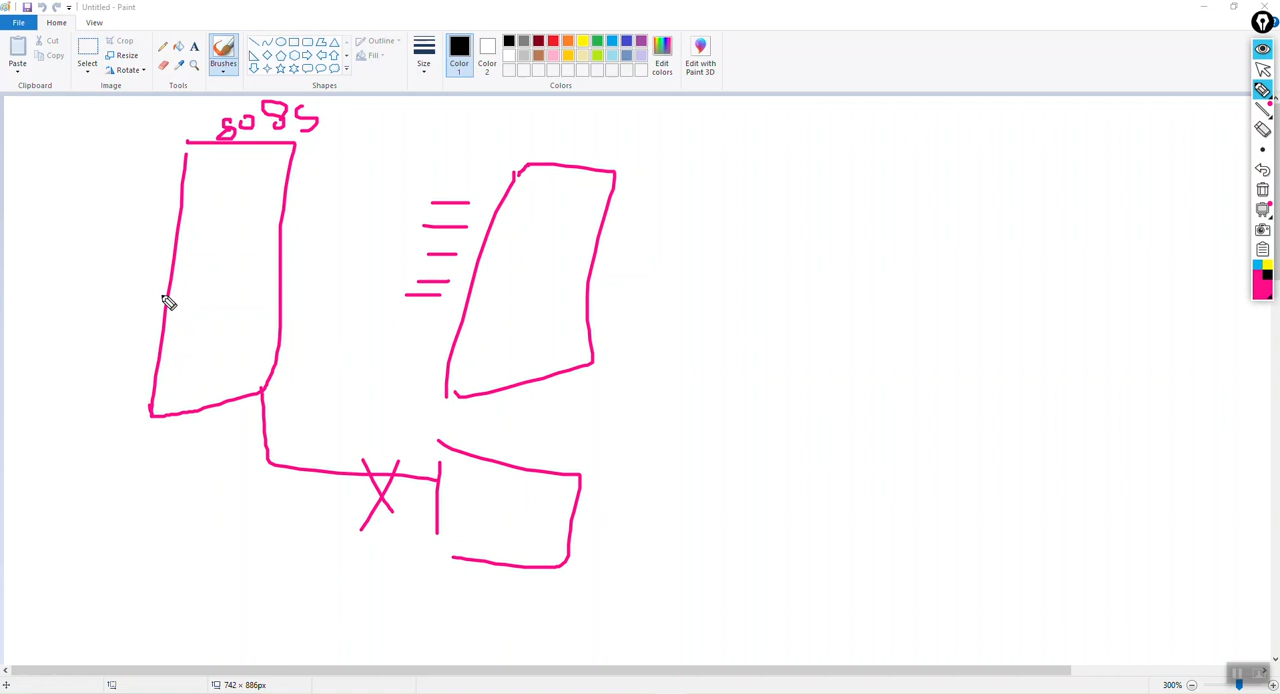 Untitled - Paint
File
Home
View
Paste
Cut
Copy
Clipboard
Select
Crop
Resize
Rotate
Image
Tools
Brushes
Outline
Fill
Shapes
Size
Color
1
Color
2
Edit
colors
Edit with
Paint 3D
Colors
8085
742 × 886px
300%